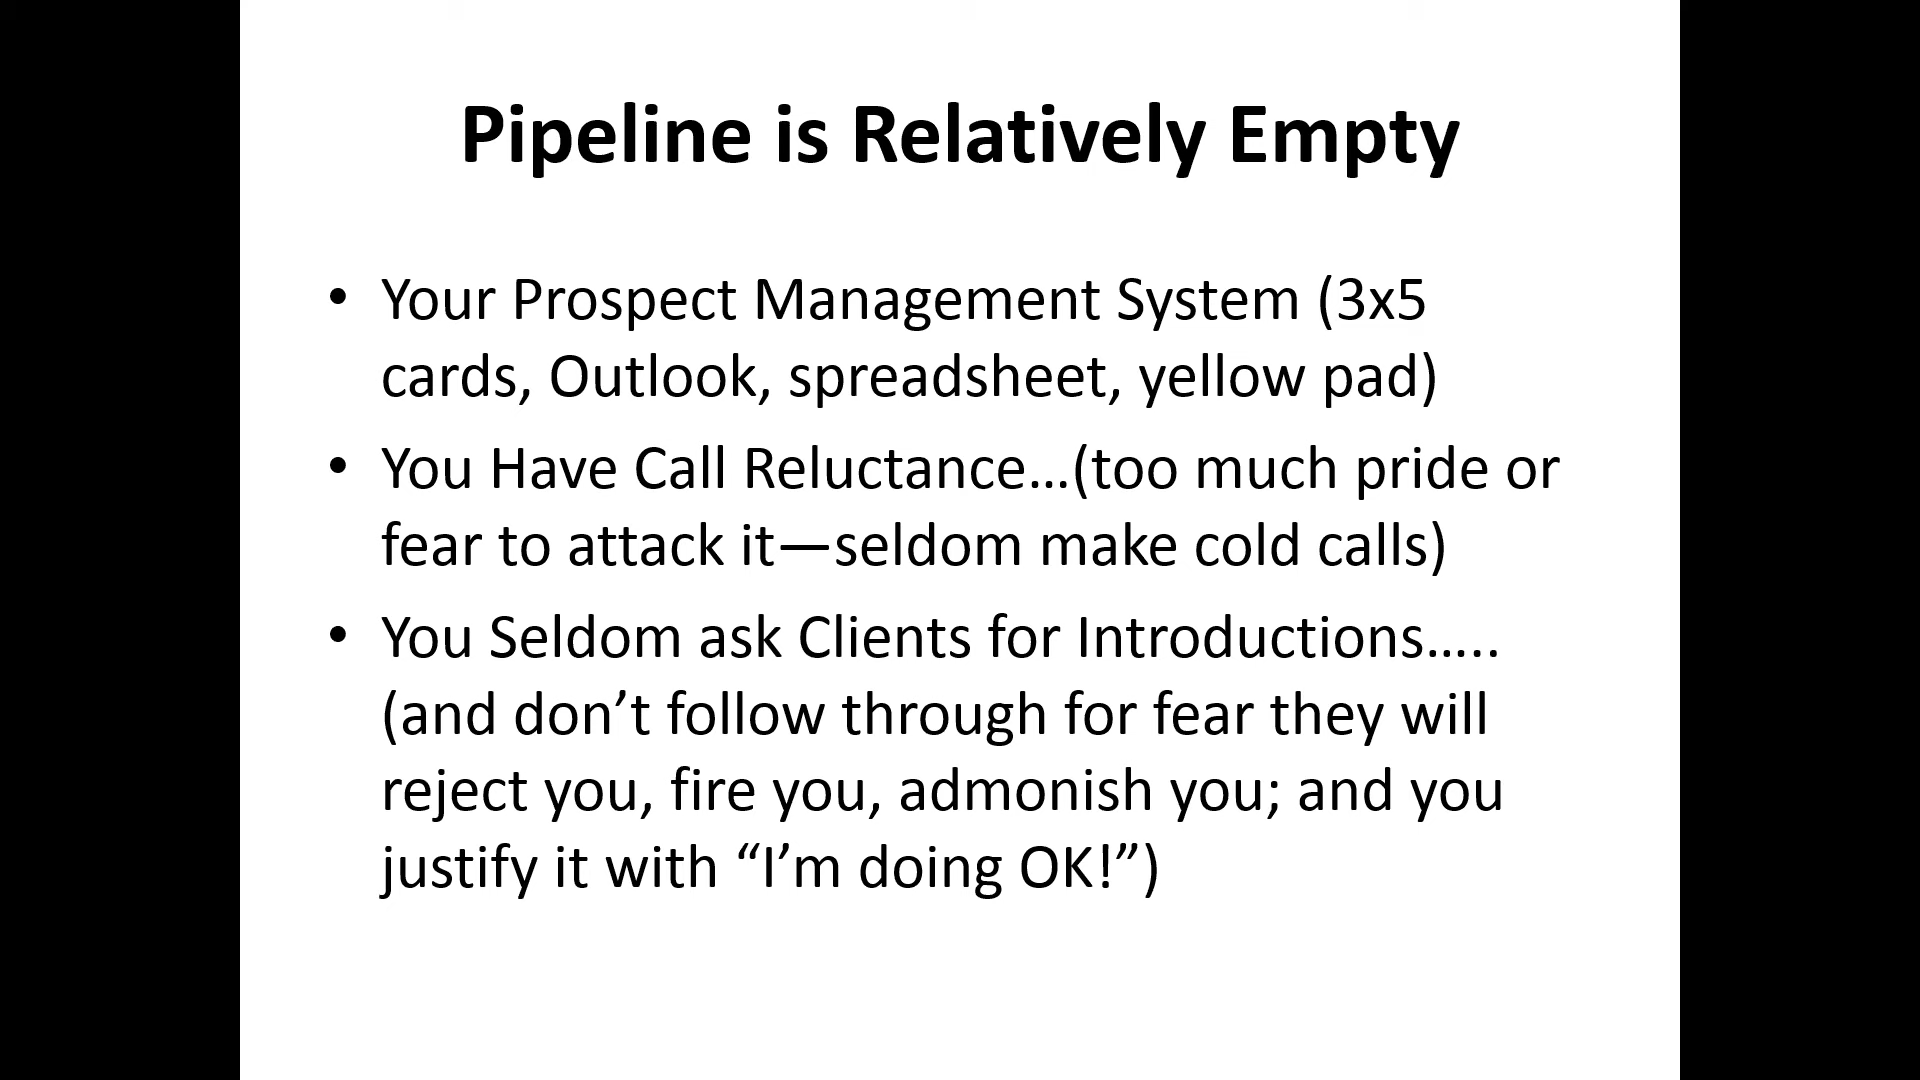 Pipeline is Relatively Empty
• Your Prospect Management System (3x5
cards, Outlook, spreadsheet, yellow pad)
• You Have Call Reluctance…(too much pride or
fear to attack it—seldom make cold calls)
• You Seldom ask Clients for Introductions…..
(and don’t follow through for fear they will
reject you, fire you, admonish you; and you
justify it with “I’m doing OK!”)